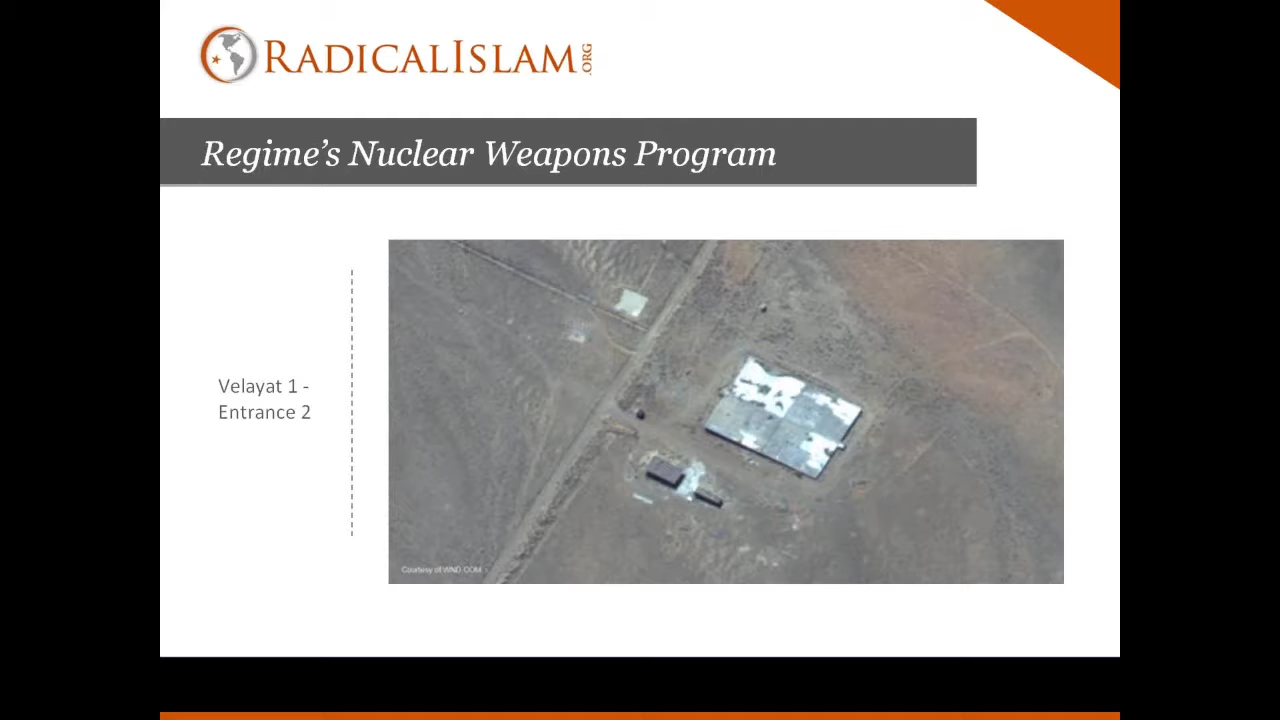 RADICALISLAM.ORG
Regime's Nuclear Weapons Program
Velayat 1 -
Entrance 2
Courtesy of WND.COM